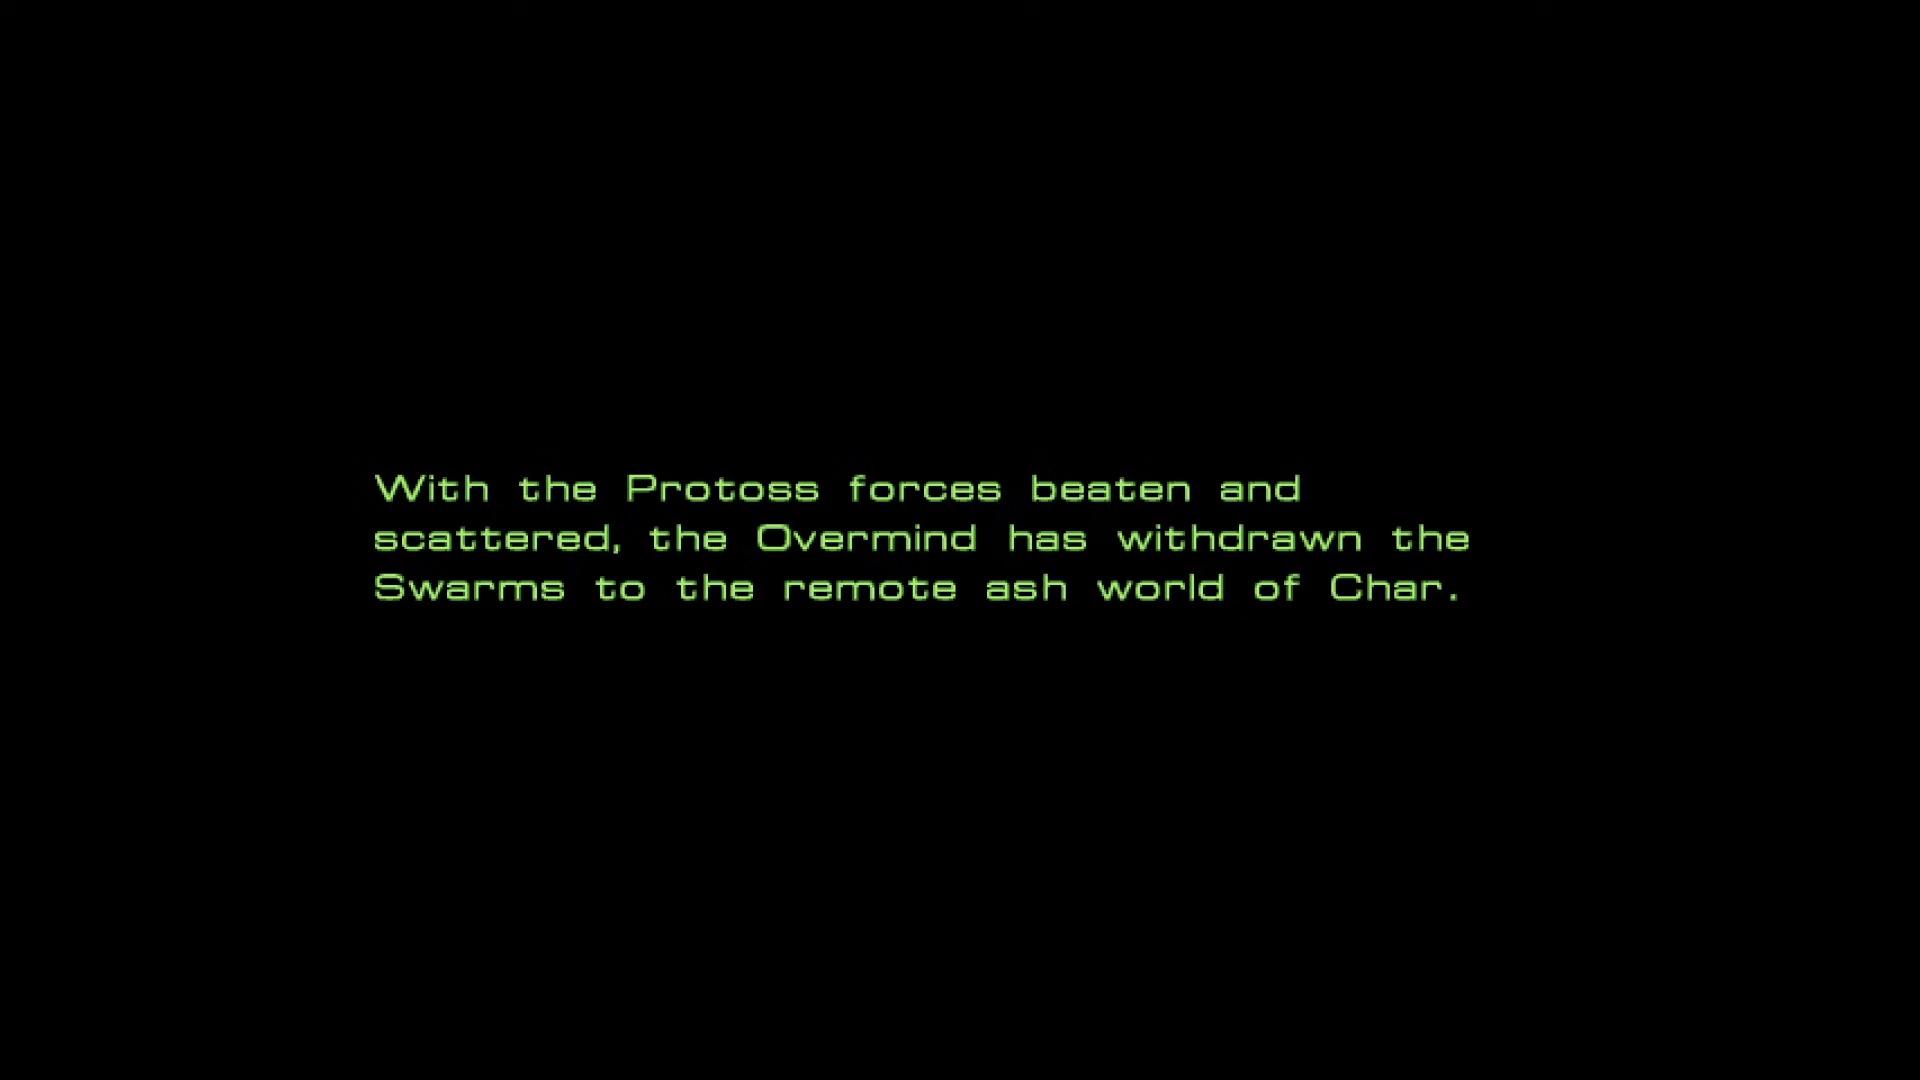 With the Protoss forces beaten and
scattered, the Overmind has withdrawn the
Swarms to the remote ash world of Char.